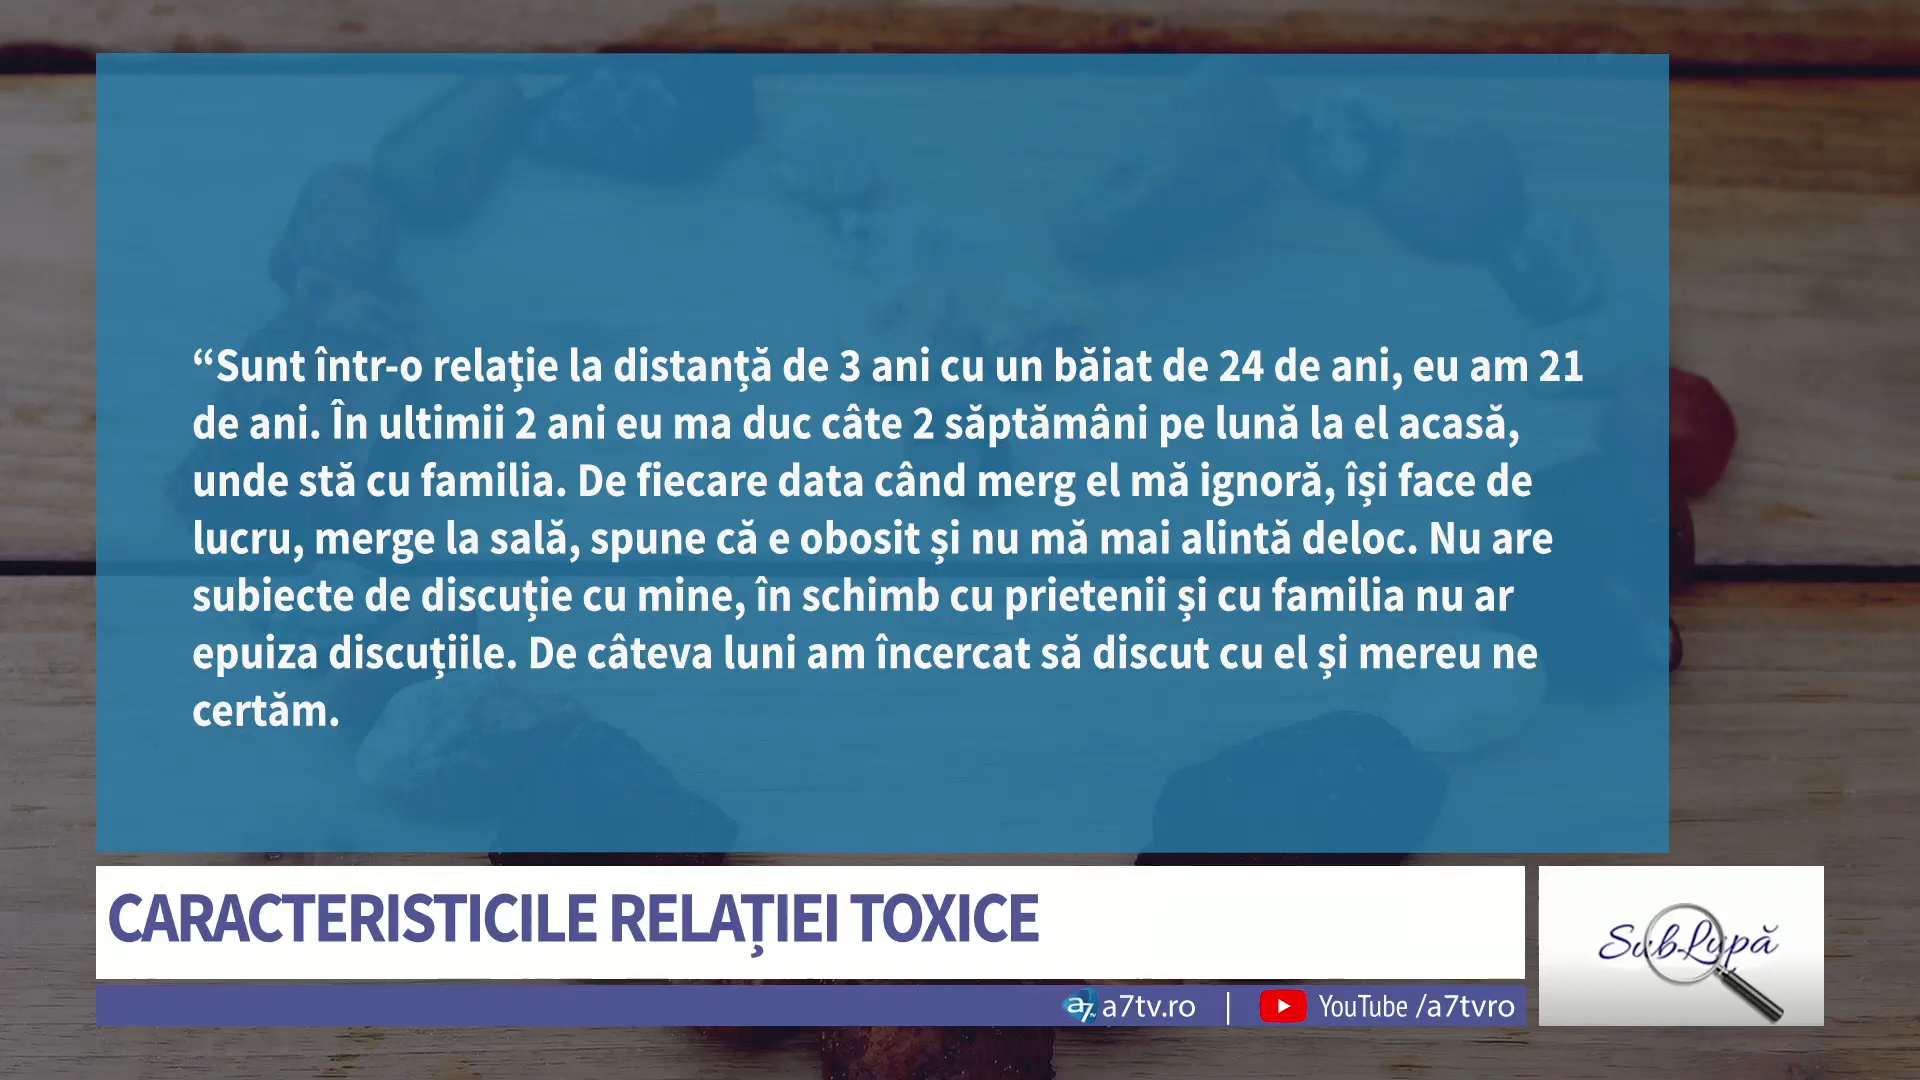 “Sunt într-o relație la distanță de 3 ani cu un băiat de 24 de ani, eu am 21
de ani. În ultimii 2 ani eu ma duc câte 2 săptămâni pe lună la el acasă,
unde stă cu familia. De fiecare data când merg el mă ignoră, își face de
lucru, merge la sală, spune că e obosit și nu mă mai alintă deloc. Nu are
subiecte de discuție cu mine, în schimb cu prietenii și cu familia nu ar
epuiza discuțiile. De câteva luni am încercat să discut cu el și mereu ne
certăm.
CARACTERISTICILE RELAȚIEI TOXICE
Sub Lupă
a7tv a7tv.ro | YouTube /a7tvro